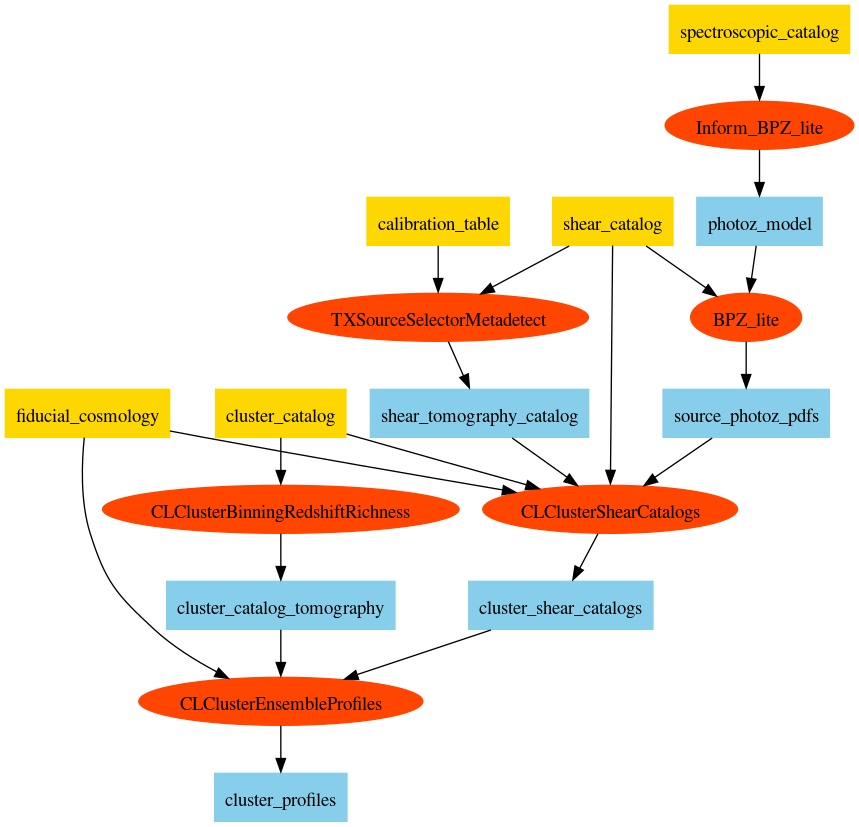 spectroscopic_catalog
Inform_BPZ_lite
calibration_table
shear_catalog
photoz_model
TXSourceSelectorMetadetect
BPZ_lite
fiducial_cosmology
cluster_catalog
shear_tomography_catalog
source_photoz_pdfs
CLClusterBinningRedshiftRichness
CLClusterShearCatalogs
cluster_catalog_tomography
cluster_shear_catalogs
CLClusterEnsembleProfiles
cluster_profiles